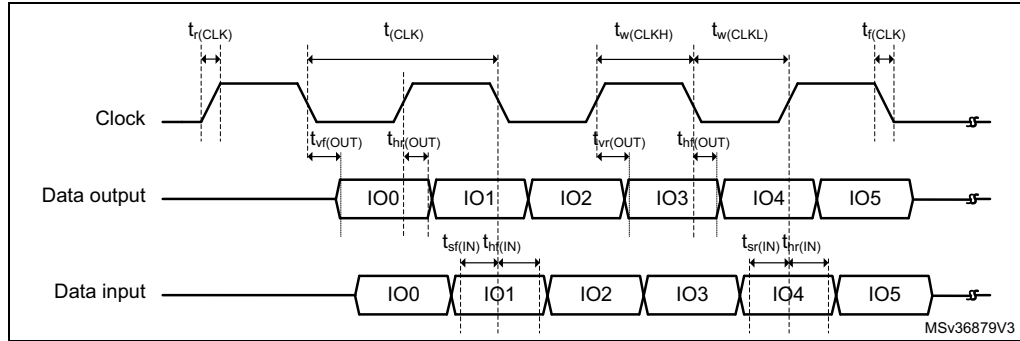 tr(CLK) t(CLK) tw(CLKH) tw(CLKL) tf(CLK)
Clock
tvf(OUT) thr(OUT) tvr(OUT) thf(OUT)
Data output IO0 IO1 IO2 IO3 IO4 IO5
tsf(IN) thf(IN) tsr(IN) thr(IN)
Data input IO0 IO1 IO2 IO3 IO4 IO5
MSv36879V3